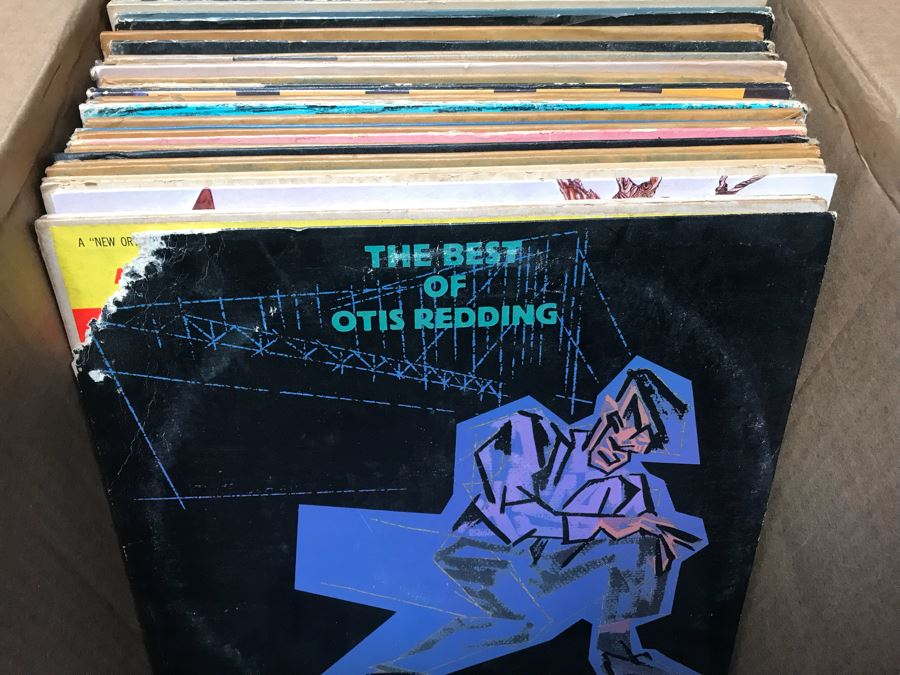 A "NEW OR
THE BEST
OF
OTIS REDDING